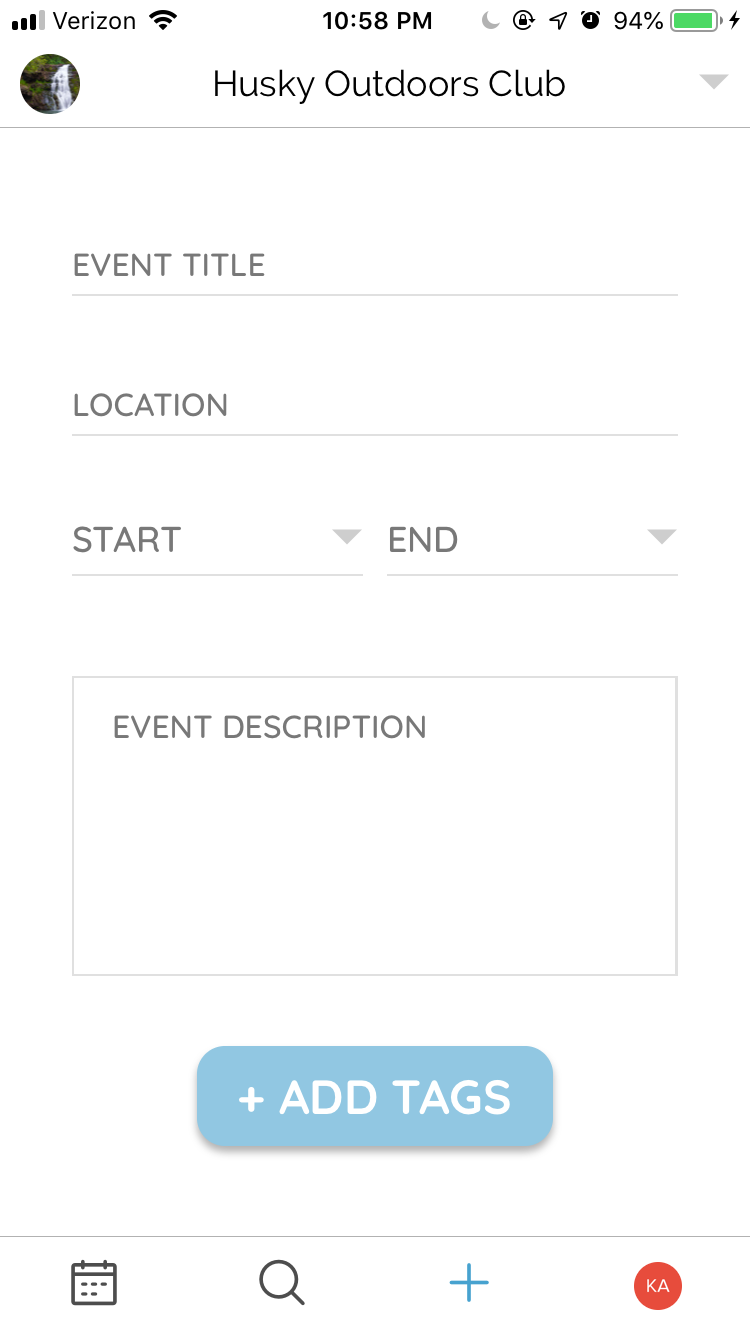 Verizon 10:58 PM 94%
Husky Outdoors Club
EVENT TITLE
LOCATION
START END
EVENT DESCRIPTION
+ ADD TAGS
KA